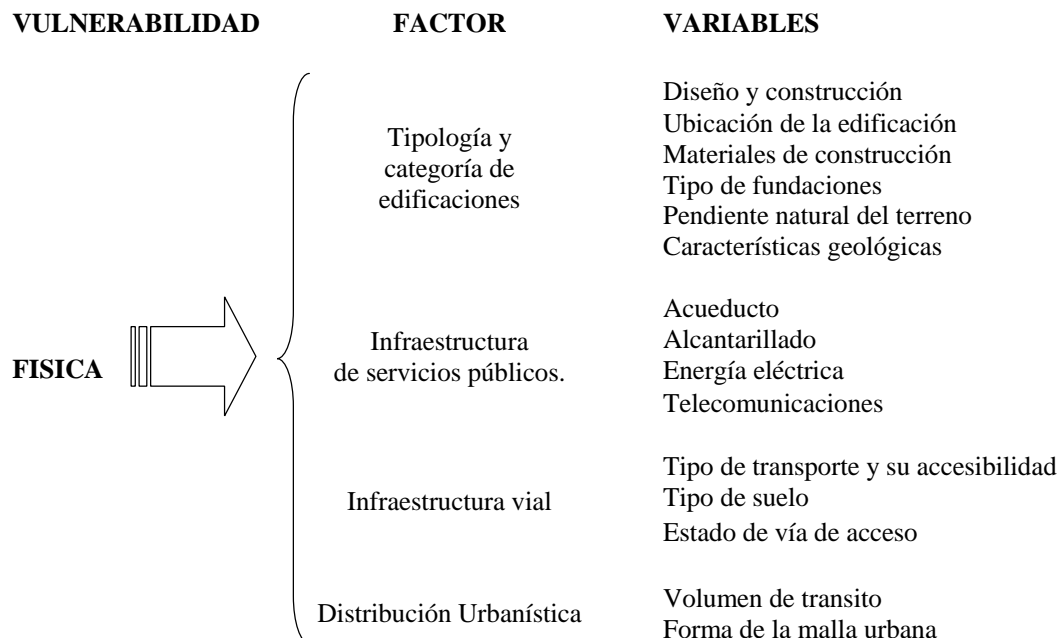 VULNERABILIDAD FACTOR VARIABLES
FISICA
Tipología y
categoría de
edificaciones
Diseño y construcción
Ubicación de la edificación
Materiales de construcción
Tipo de fundaciones
Pendiente natural del terreno
Características geológicas
Infraestructura
de servicios públicos.
Acueducto
Alcantarillado
Energía eléctrica
Telecomunicaciones
Infraestructura vial
Tipo de transporte y su accesibilidad
Tipo de suelo
Estado de vía de acceso
Distribución Urbanística
Volumen de transito
Forma de la malla urbana